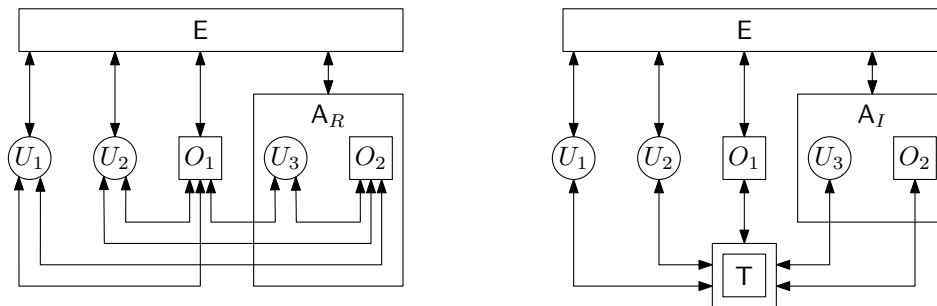 E E
A_R A_I
U_1 U_2 O_1 U_3 O_2 U_1 U_2 O_1 U_3 O_2
T